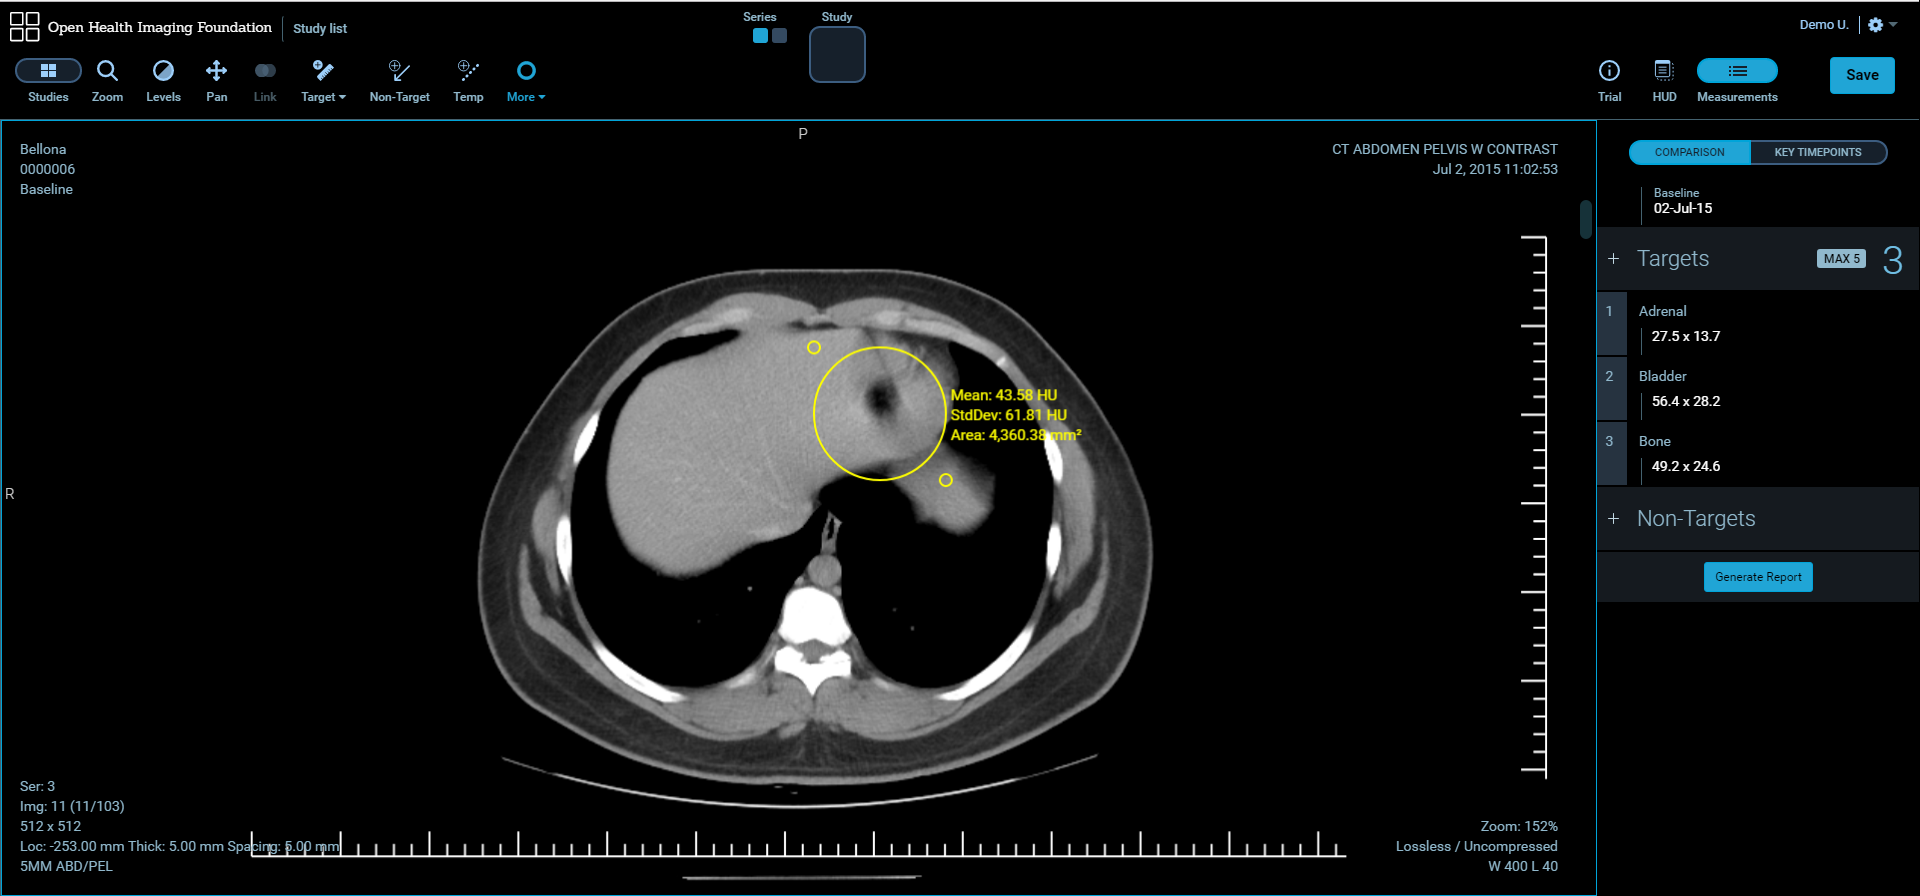 Open Health Imaging Foundation
Study list
Series
Study
Demo U.
Studies
Zoom
Levels
Pan
Link
Target
Non-Target
Temp
More
Trial
HUD
Measurements
Save
P
R
Bellona
0000006
Baseline
CT ABDOMEN PELVIS W CONTRAST
Jul 2, 2015 11:02:53
Mean: 43.58 HU
StdDev: 61.81 HU
Area: 4,360.38 mm²
Ser: 3
Img: 11 (11/103)
512 x 512
Loc: -253.00 mm Thick: 5.00 mm Spacing: 5.00 mm
5MM ABD/PEL
Zoom: 152%
Lossless / Uncompressed
W 400 L 40
COMPARISON
KEY TIMEPOINTS
Baseline
02-Jul-15
+ Targets MAX 5 3
1 Adrenal
27.5 x 13.7
2 Bladder
56.4 x 28.2
3 Bone
49.2 x 24.6
+ Non-Targets
Generate Report